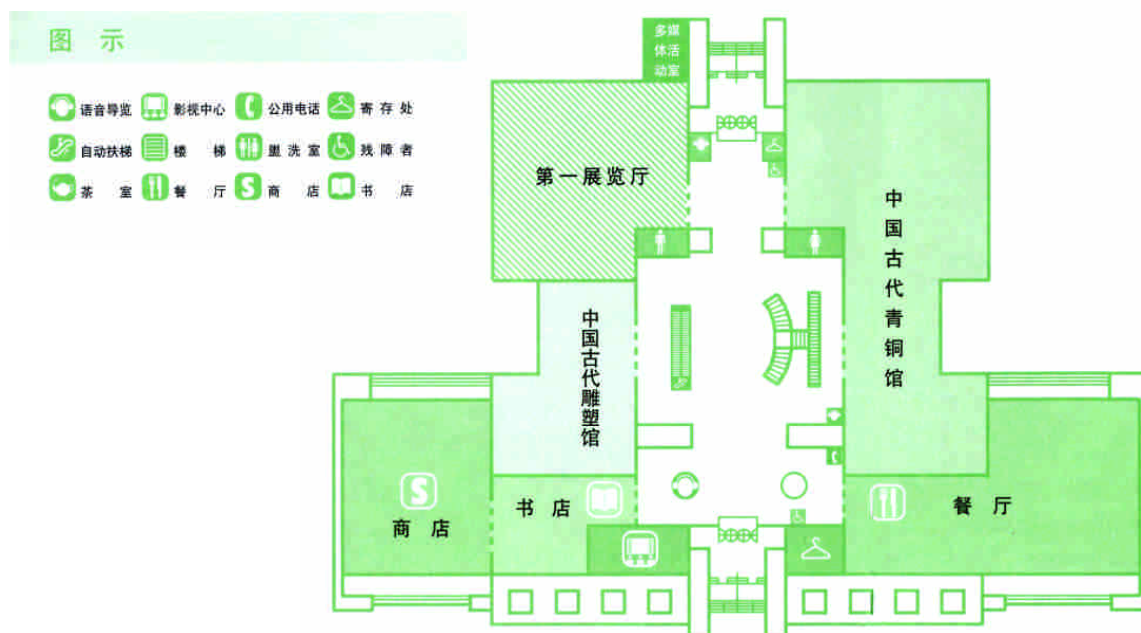 图 示
语音导览 影视中心 公用电话 寄存处
自动扶梯 楼梯 盥洗室 残障者
茶室 餐厅 商店 书店
多媒
体活
动室
第一展览厅
中国古代青铜馆
中国古代雕塑馆
S
商店
书店
餐厅